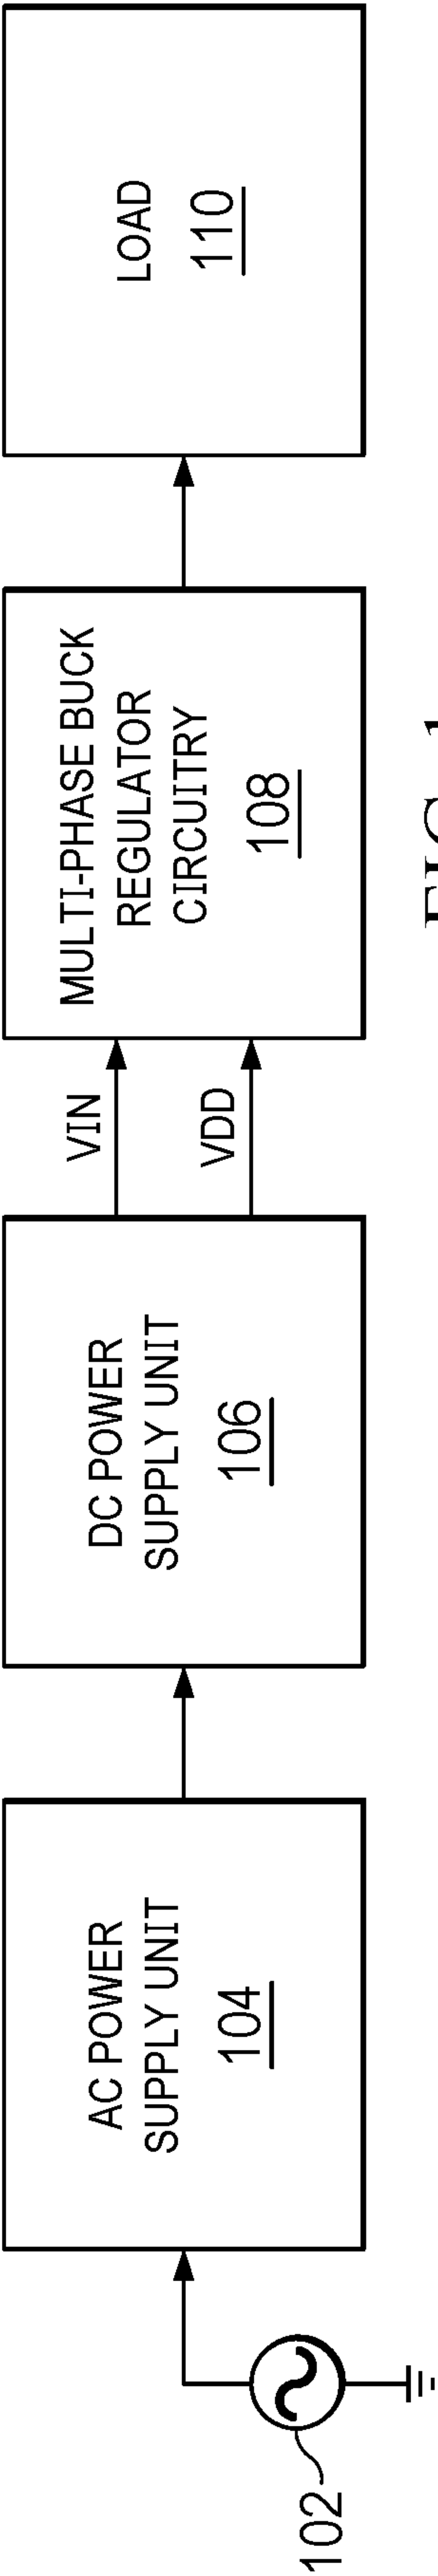 102
AC POWER
SUPPLY UNIT
104
DC POWER
SUPPLY UNIT
106
VIN
VDD
MULTI-PHASE BUCK
REGULATOR
CIRCUITRY
108
LOAD
110